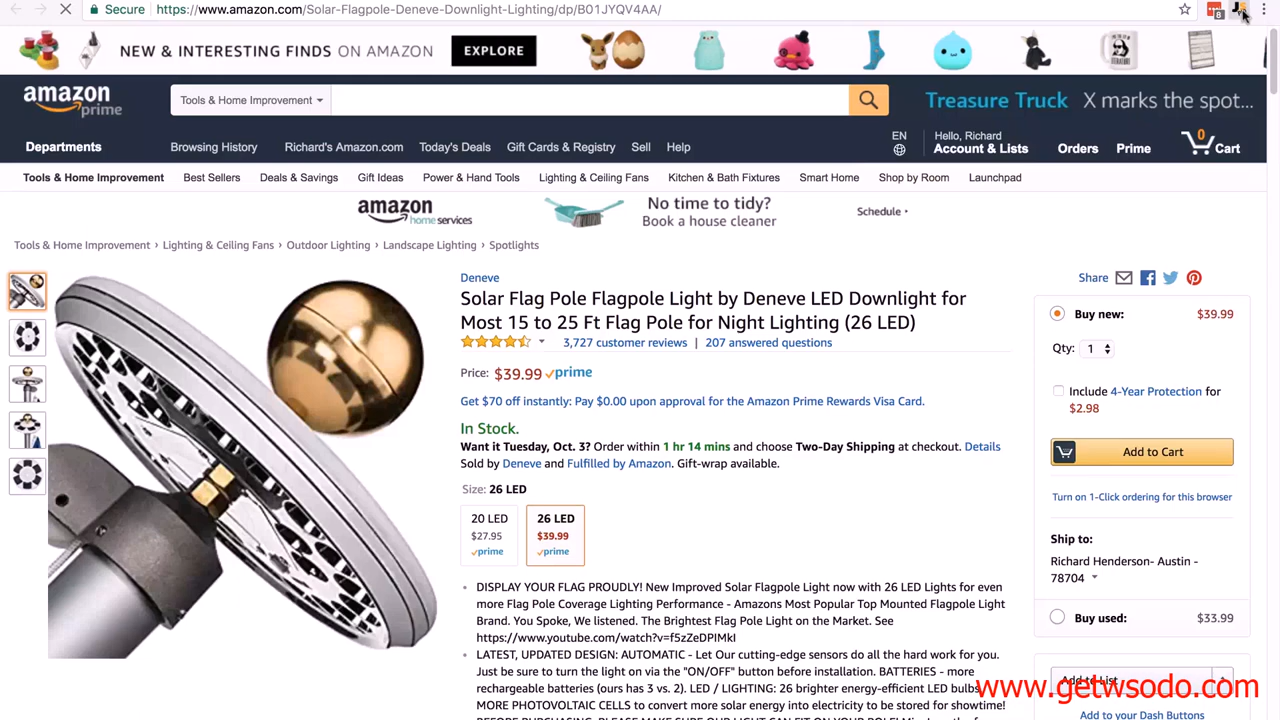 Secure https://www.amazon.com/Solar-Flagpole-Deneve-Downlight-Lighting/dp/B01JYQV4AA/
8
NEW & INTERESTING FINDS ON AMAZON EXPLORE
amazon prime
Tools & Home Improvement
Treasure Truck X marks the spot...
Departments
Browsing History Richard's Amazon.com Today's Deals Gift Cards & Registry Sell Help
EN
Hello, Richard
Account & Lists
Orders Prime 0 Cart
Tools & Home Improvement Best Sellers Deals & Savings Gift Ideas Power & Hand Tools Lighting & Ceiling Fans Kitchen & Bath Fixtures Smart Home Shop by Room Launchpad
amazon home services
No time to tidy?
Book a house cleaner
Schedule ›
Tools & Home Improvement › Lighting & Ceiling Fans › Outdoor Lighting › Landscape Lighting › Spotlights
Deneve
Solar Flag Pole Flagpole Light by Deneve LED Downlight for
Most 15 to 25 Ft Flag Pole for Night Lighting (26 LED)
3,727 customer reviews | 207 answered questions
Price: $39.99 prime
Get $70 off instantly: Pay $0.00 upon approval for the Amazon Prime Rewards Visa Card.
In Stock.
Want it Tuesday, Oct. 3? Order within 1 hr 14 mins and choose Two-Day Shipping at checkout. Details
Sold by Deneve and Fulfilled by Amazon. Gift-wrap available.
Size: 26 LED
20 LED
$27.95
prime
26 LED
$39.99
prime
• DISPLAY YOUR FLAG PROUDLY! New Improved Solar Flagpole Light now with 26 LED Lights for even
more Flag Pole Coverage Lighting Performance - Amazons Most Popular Top Mounted Flagpole Light
Brand. You Spoke, We listened. The Brightest Flag Pole Light on the Market. See
https://www.youtube.com/watch?v=f5zZeDPIMkI
• LATEST, UPDATED DESIGN: AUTOMATIC - Let Our cutting-edge sensors do all the hard work for you.
Just be sure to turn the light on via the "ON/OFF" button before installation. BATTERIES - more
rechargeable batteries (ours has 3 vs. 2). LED / LIGHTING: 26 brighter energy-efficient LED bulbs
MORE PHOTOVOLTAIC CELLS to convert more solar energy into electricity to be stored for showtime!
Share
Buy new: $39.99
Qty: 1
Include 4-Year Protection for
$2.98
Add to Cart
Turn on 1-Click ordering for this browser
Ship to:
Richard Henderson- Austin -
78704
Buy used: $33.99
Add to List
Add to your Dash Buttons
www.getwsodo.com